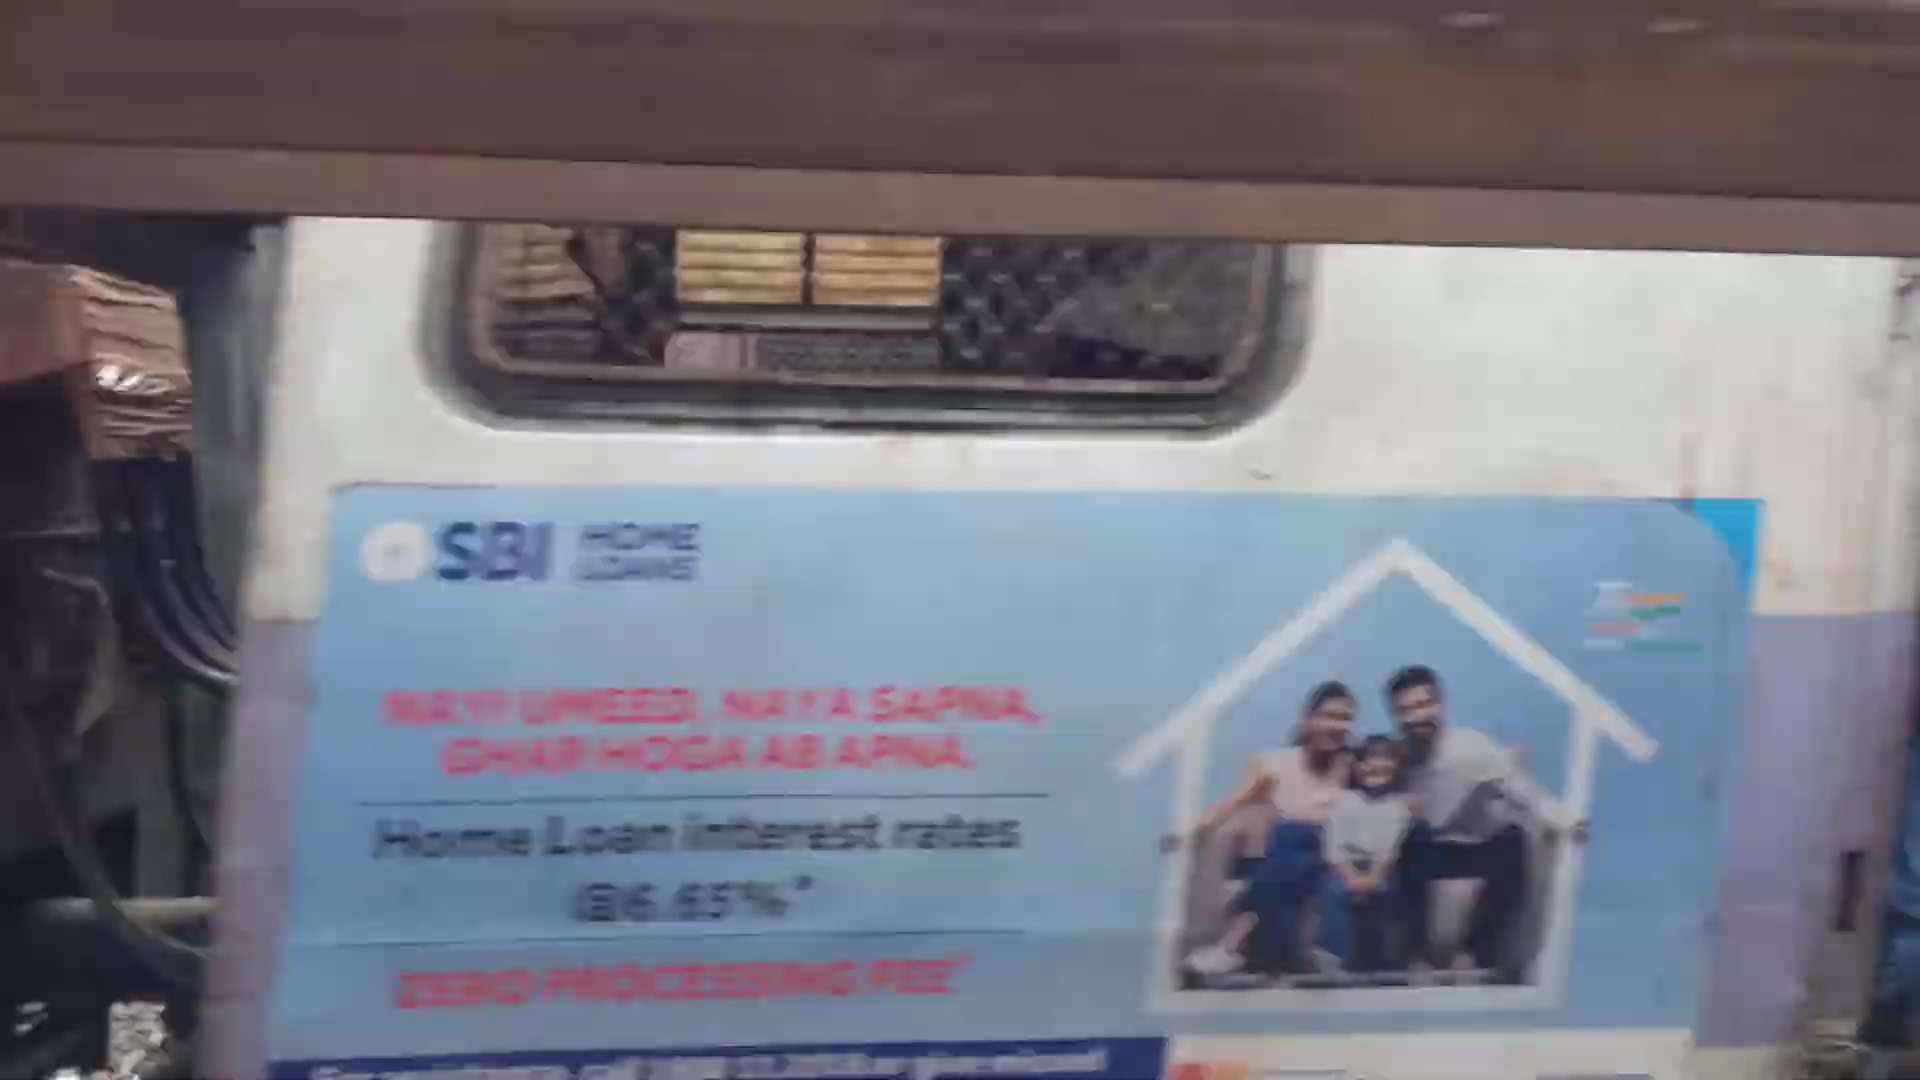 SBI HOME LOANS
NAYI UMEED, NAYA SAPNA,
GHAR HOGA AB APNA.
Home Loan interest rates
@6.65%*
ZERO PROCESSING FEE*